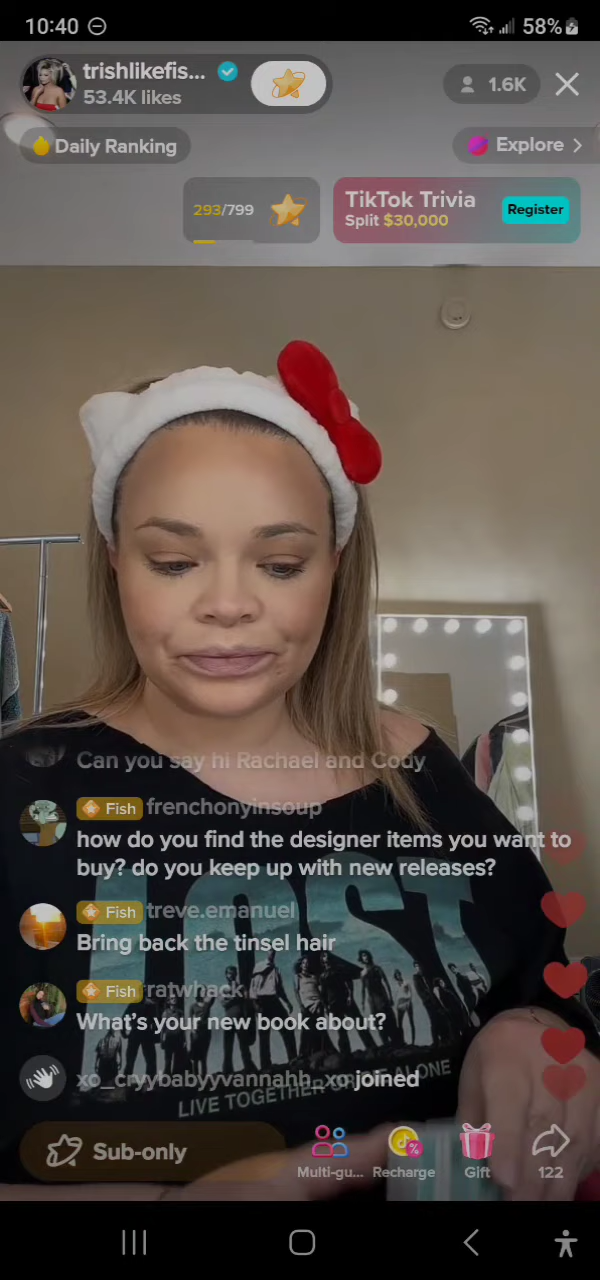 10:40
58%
trishlikefis...
53.4K likes
1.6K
Daily Ranking
Explore >
293/799
TikTok Trivia
Split $30,000
Register
Can you say hi Rachael and Cody
Fish frenchonyinsoup
how do you find the designer items you want to
buy? do you keep up with new releases?
Fish treve.emanuel
Bring back the tinsel hair
Fish ratwhack
What's your new book about?
xo_cryybabyyvannahh_xo joined
LOST
LIVE TOGETHER OR DIE ALONE
Sub-only
Multi-gu...
Recharge
Gift
122